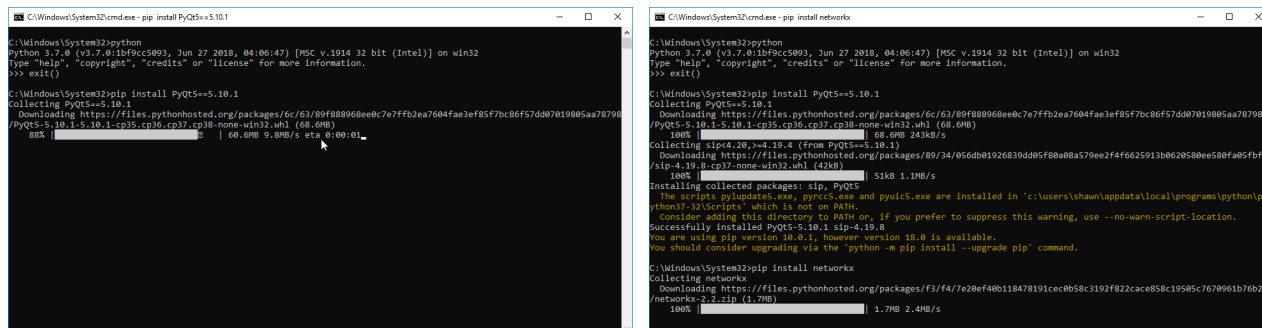 C:\Windows\System32\cmd.exe - pip install PyQt5==5.10.1
C:\Windows\System32>python
Python 3.7.0 (v3.7.0:1bf9cc5093, Jun 27 2018, 04:06:47) [MSC v.1914 32 bit (Intel)] on win32
Type "help", "copyright", "credits" or "license" for more information.
>>> exit()
C:\Windows\System32>pip install PyQt5==5.10.1
Collecting PyQt5==5.10.1
Downloading https://files.pythonhosted.org/packages/6c/63/89f888968ee0c7e7ffb2ea7604fae3ef85f7bc86f57dd07019805aa78798
/PyQt5-5.10.1-5.10.1-cp35.cp36.cp37.cp38-none-win32.whl (68.6MB)
88% | | 60.6MB 9.8MB/s eta 0:00:01
C:\Windows\System32\cmd.exe - pip install networkx
C:\Windows\System32>python
Python 3.7.0 (v3.7.0:1bf9cc5093, Jun 27 2018, 04:06:47) [MSC v.1914 32 bit (Intel)] on win32
Type "help", "copyright", "credits" or "license" for more information.
>>> exit()
C:\Windows\System32>pip install PyQt5==5.10.1
Collecting PyQt5==5.10.1
Downloading https://files.pythonhosted.org/packages/6c/63/89f888968ee0c7e7ffb2ea7604fae3ef85f7bc86f57dd07019805aa78798
/PyQt5-5.10.1-5.10.1-cp35.cp36.cp37.cp38-none-win32.whl (68.6MB)
100% | | 68.6MB 243kB/s
Collecting sip<4.20,>=4.19.4 (from PyQt5==5.10.1)
Downloading https://files.pythonhosted.org/packages/89/34/056db01926839dd05f80a08a579ee2f4f6625913b0620580ee580fa05fbf
/sip-4.19.8-cp37-none-win32.whl (42kB)
100% | | 51kB 1.1MB/s
Installing collected packages: sip, PyQt5
The scripts pylupdate5.exe, pyrcc5.exe and pyuic5.exe are installed in 'c:\users\shawn\appdata\local\programs\python\p
ython37-32\Scripts' which is not on PATH.
Consider adding this directory to PATH or, if you prefer to suppress this warning, use --no-warn-script-location.
Successfully installed PyQt5-5.10.1 sip-4.19.8
You are using pip version 10.0.1, however version 18.0 is available.
You should consider upgrading via the 'python -m pip install --upgrade pip' command.
C:\Windows\System32>pip install networkx
Collecting networkx
Downloading https://files.pythonhosted.org/packages/f3/f4/7e20ef40b118478191cec0b58c3192f822cace858c19505c7670961b76b2
/networkx-2.2.zip (1.7MB)
100% | | 1.7MB 2.4MB/s